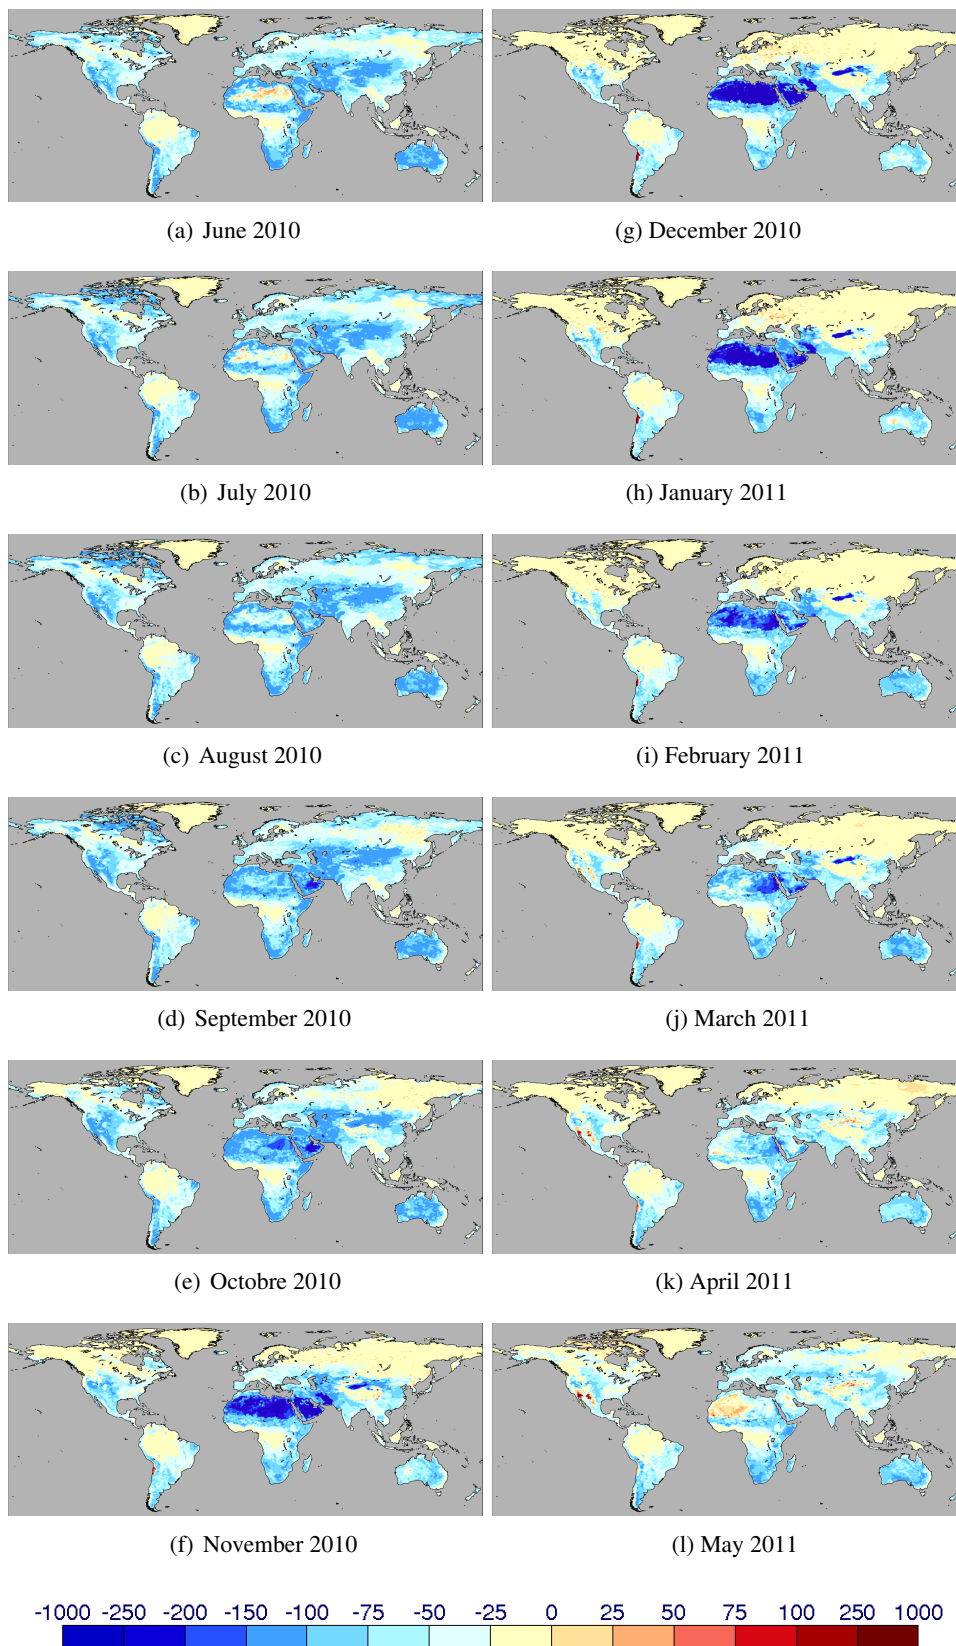 (a) June 2010
(g) December 2010
(b) July 2010
(h) January 2011
(c) August 2010
(i) February 2011
(d) September 2010
(j) March 2011
(e) Octobre 2010
(k) April 2011
(f) November 2010
(l) May 2011
-1000 -250 -200 -150 -100 -75 -50 -25 0 25 50 75 100 250 1000